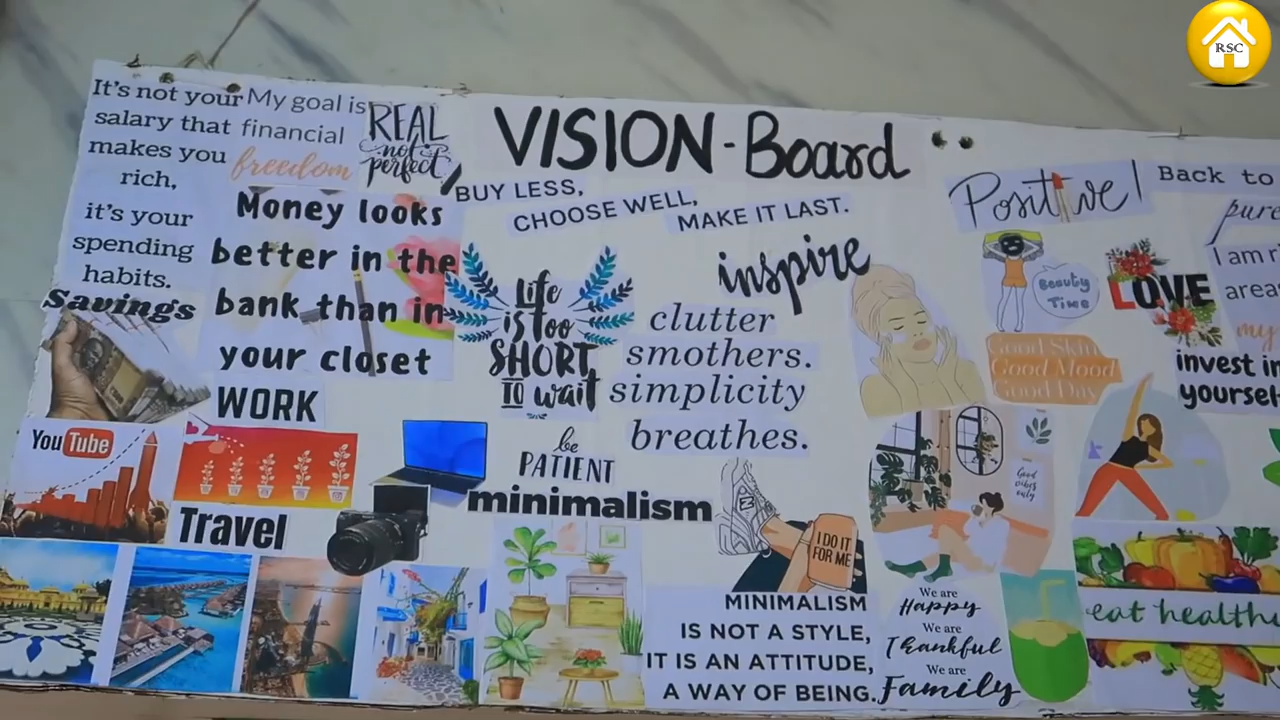 RSC
VISION-Board
It's not your
salary that
makes you
rich,
it's your
spending
habits.
My goal is
financial
freedom
REAL
not
perfect
Money looks
better in the
bank than in
your closet
Savings
WORK
YouTube
Travel
BUY LESS,
CHOOSE WELL,
MAKE IT LAST.
inspire
Life
is too
SHORT
TO wait
clutter
smothers.
simplicity
breathes.
be
PATIENT
minimalism
I DO IT
FOR ME
MINIMALISM
IS NOT A STYLE,
IT IS AN ATTITUDE,
A WAY OF BEING.
Positive!
Beauty
Time
LOVE
Back to
Good Skin
Good Mood
Good Day
invest in
Good
vibes
only
We are
Happy
We are
Thankful
We are
Family
eat